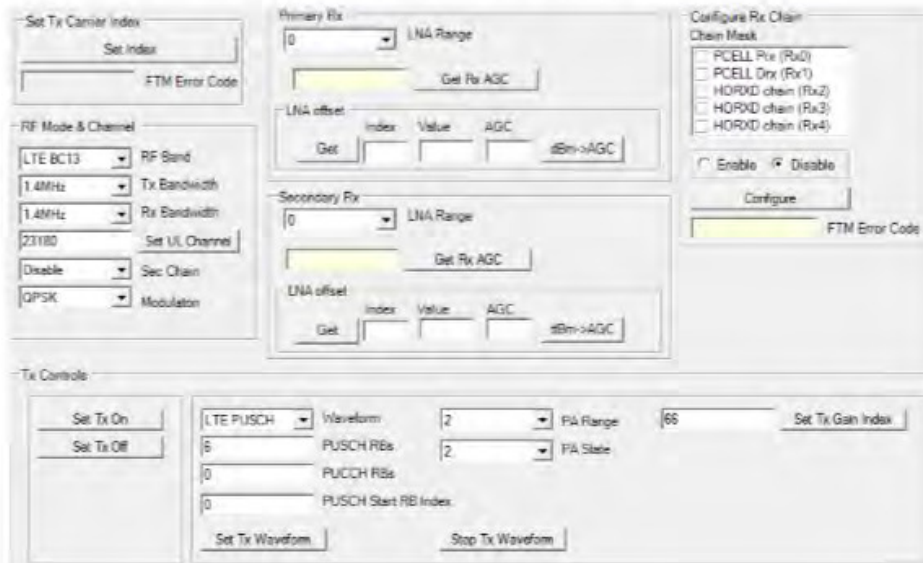 Set Tx Carrier Index
Set Index
FTM Error Code
RF Mode & Channel
LTE BC13 RF Band
1.4MHz Tx Bandwidth
1.4MHz Rx Bandwidth
23180 Set UL Channel
Disable Sec Chain
QPSK Modulaton
Primary Rx
0 LNA Range
Get Rx AGC
LNA offset
Index Value AGC
Get dBm->AGC
Secondary Rx
0 LNA Range
Get Rx AGC
LNA offset
Index Value AGC
Get dBm->AGC
Configure Rx Chain
Chain Mask
PCELL Prx (Rx0)
PCELL Drx (Rx1)
HORXD chain (Rx2)
HORXD chain (Rx3)
HORXD chain (Rx4)
Enable Disable
Configure
FTM Error Code
Tx Controls
Set Tx On
Set Tx Off
LTE PUSCH Waveform 2 PA Range 66 Set Tx Gain Index
6 PUSCH RBs 2 PA State
0 PUCCH RBs
0 PUSCH Start RB Index
Set Tx Waveform Stop Tx Waveform